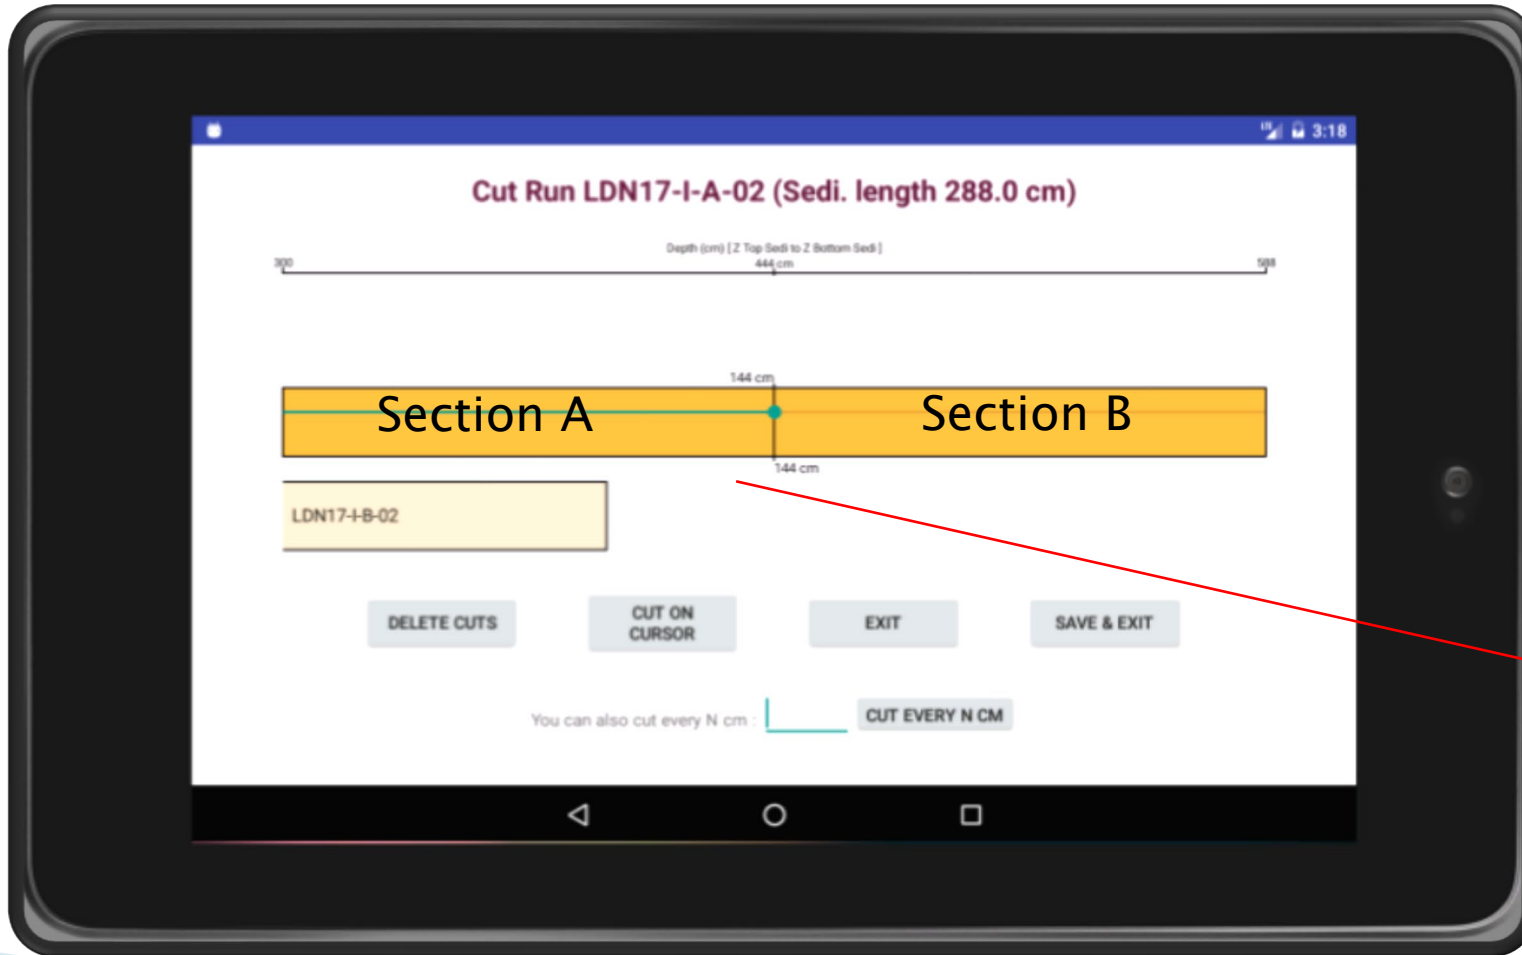 3:18
Cut Run LDN17-I-A-02 (Sedi. length 288.0 cm)
Depth (cm) [ Z Top Sedi to Z Bottom Sedi ]
300 444 cm 588
144 cm
Section A Section B
144 cm
LDN17-I-B-02
DELETE CUTS CUT ON CURSOR EXIT SAVE & EXIT
You can also cut every N cm : CUT EVERY N CM